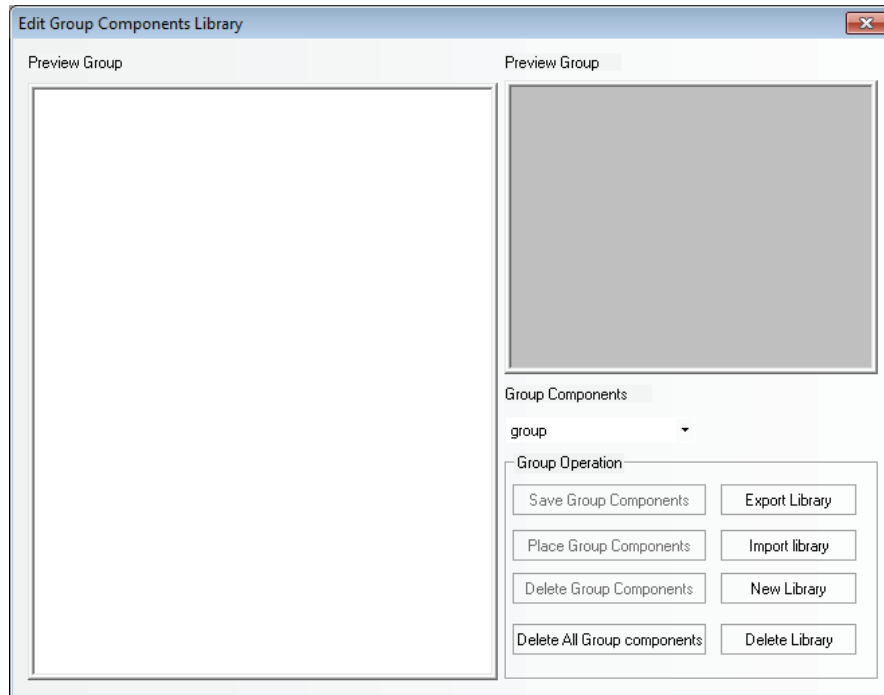 Edit Group Components Library
Preview Group
Preview Group
Group Components
group
Group Operation
Save Group Components
Export Library
Place Group Components
Import library
Delete Group Components
New Library
Delete All Group components
Delete Library